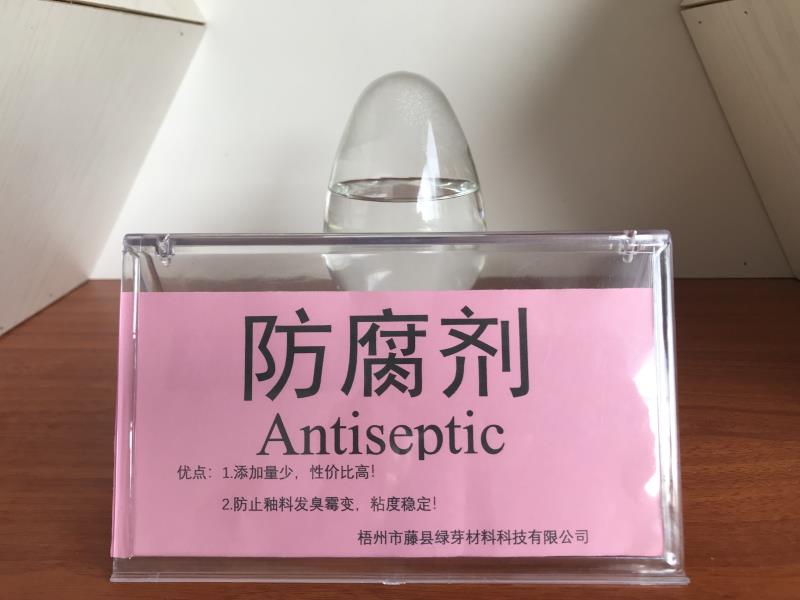 防腐剂
Antiseptic
优点：1.添加量少，性价比高!
2.防止釉料发臭霉变，粘度稳定!
梧州市藤县绿芽材料科技有限公司